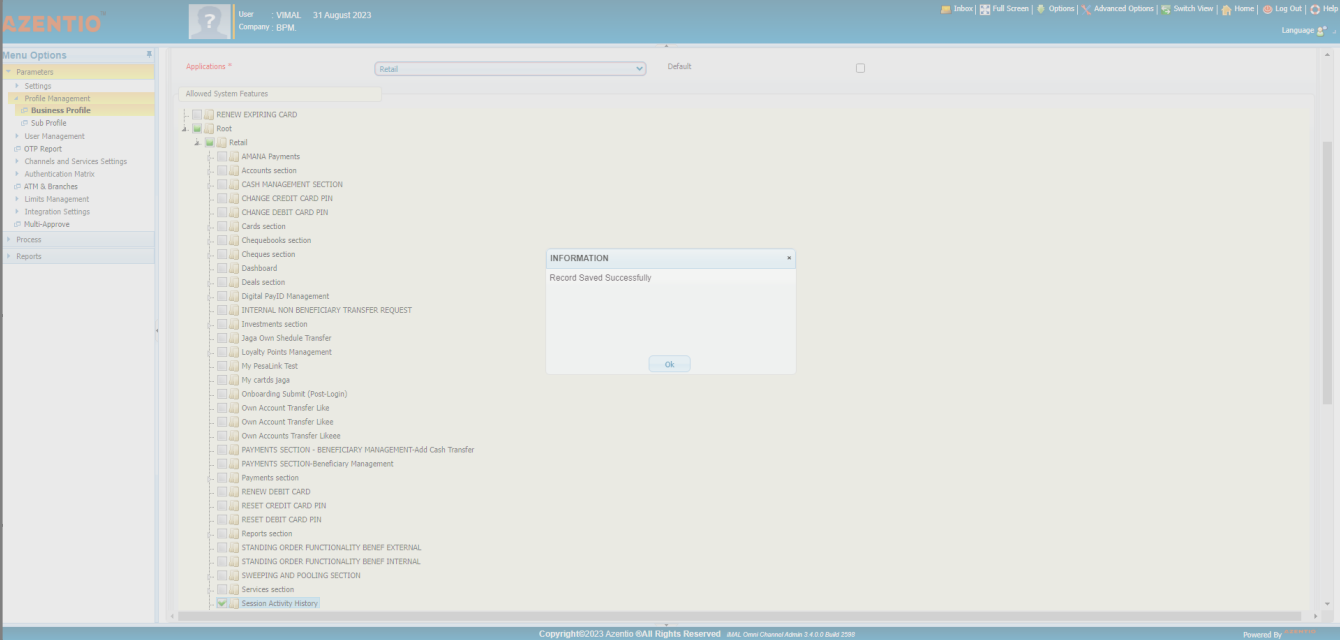 AZENTIO
?
User : VIMAL 31 August 2023
Company : BPM.
Inbox | Full Screen | Options | Advanced Options | Switch View | Home | Log Out | Help
Language
Menu Options
Parameters
Settings
Profile Management
Business Profile
Sub Profile
User Management
OTP Report
Channels and Services Settings
Authentication Matrix
ATM & Branches
Limits Management
Integration Settings
Multi-Approve
Process
Reports
Applications * Retail Default
Allowed System Features
RENEW EXPIRING CARD
Root
Retail
AMANA Payments
Accounts section
CASH MANAGEMENT SECTION
CHANGE CREDIT CARD PIN
CHANGE DEBIT CARD PIN
Cards section
Chequebooks section
Cheques section
Dashboard
Deals section
Digital PayID Management
INTERNAL NON BENEFICIARY TRANSFER REQUEST
Investments section
Jaga Own Shedule Transfer
Loyalty Points Management
My PesaLink Test
My cartds jaga
Onboarding Submit (Post-Login)
Own Account Transfer Like
Own Account Transfer Likee
Own Accounts Transfer Likeee
PAYMENTS SECTION - BENEFICIARY MANAGEMENT-Add Cash Transfer
PAYMENTS SECTION-Beneficiary Management
Payments section
RENEW DEBIT CARD
RESET CREDIT CARD PIN
RESET DEBIT CARD PIN
Reports section
STANDING ORDER FUNCTIONALITY BENEF EXTERNAL
STANDING ORDER FUNCTIONALITY BENEF INTERNAL
SWEEPING AND POOLING SECTION
Services section
Session Activity History
INFORMATION
Record Saved Successfully
Ok
Copyright©2023 Azentio ®All Rights Reserved IMAL Omni Channel Admin 3.4.0.0 Build 2598
Powered By